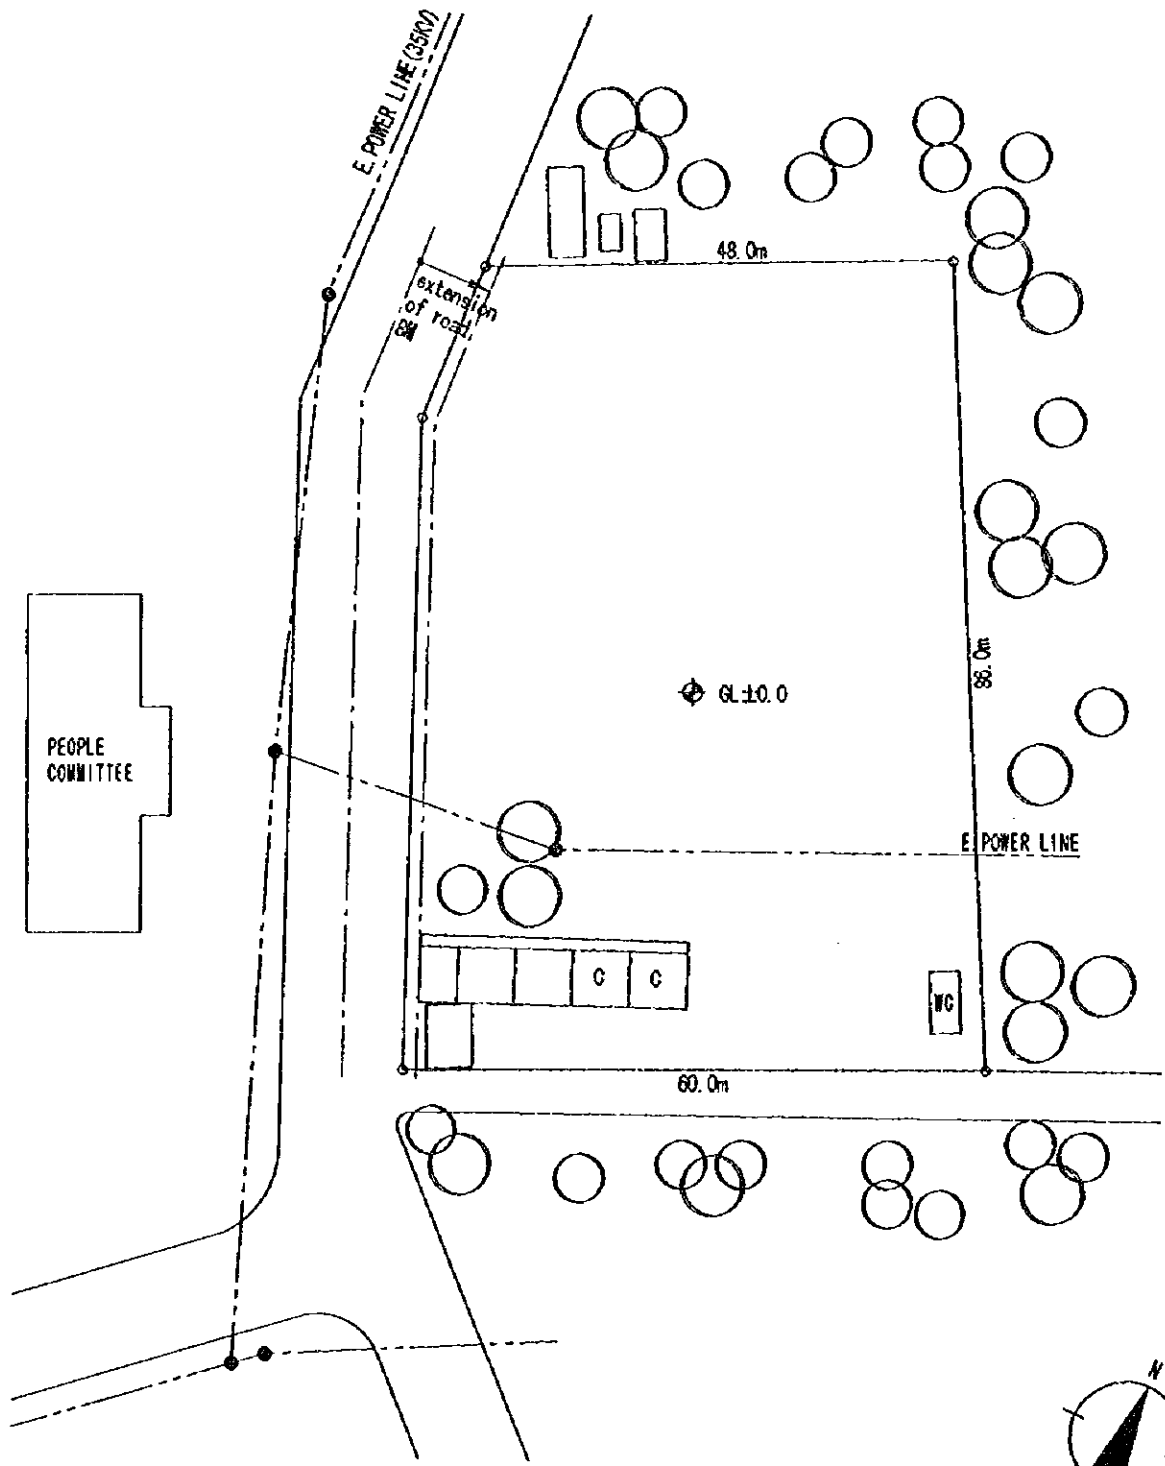 E. POWER LINE (35KV)
48. 0m
extension
of road
8M
86. 0m
GL±0. 0
PEOPLE
COMMITTEE
E. POWER LINE
C
C
WC
60. 0m
N